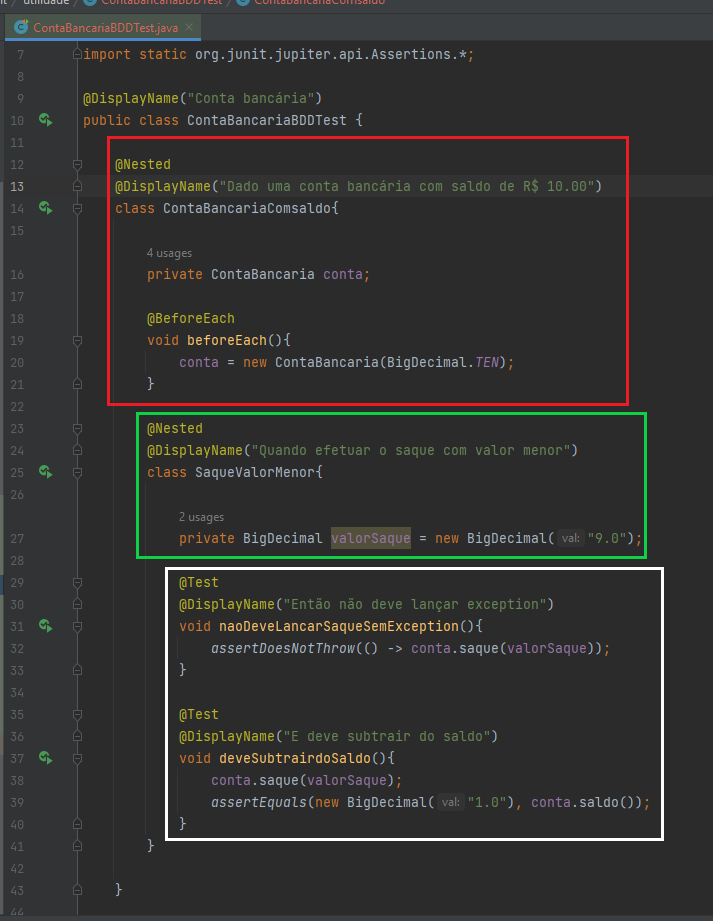 utilidade ContaBancariaBDDTest ContaBancariaComsaldo
ContaBancariaBDDTest.java
7 import static org.junit.jupiter.api.Assertions.*;
8
9 @DisplayName("Conta bancária")
10 public class ContaBancariaBDDTest {
11
12 @Nested
13 @DisplayName("Dado uma conta bancária com saldo de R$ 10.00")
14 class ContaBancariaComsaldo{
15
4 usages
16 private ContaBancaria conta;
17
18 @BeforeEach
19 void beforeEach(){
20 conta = new ContaBancaria(BigDecimal.TEN);
21 }
22
23 @Nested
24 @DisplayName("Quando efetuar o saque com valor menor")
25 class SaqueValorMenor{
26
2 usages
27 private BigDecimal valorSaque = new BigDecimal( val: "9.0");
28
29 @Test
30 @DisplayName("Então não deve lançar exception")
31 void naoDeveLancarSaqueSemException(){
32 assertDoesNotThrow(() -> conta.saque(valorSaque));
33 }
34
35 @Test
36 @DisplayName("E deve subtrair do saldo")
37 void deveSubtrairdoSaldo(){
38 conta.saque(valorSaque);
39 assertEquals(new BigDecimal( val: "1.0"), conta.saldo());
40 }
41 }
42
43 }
44